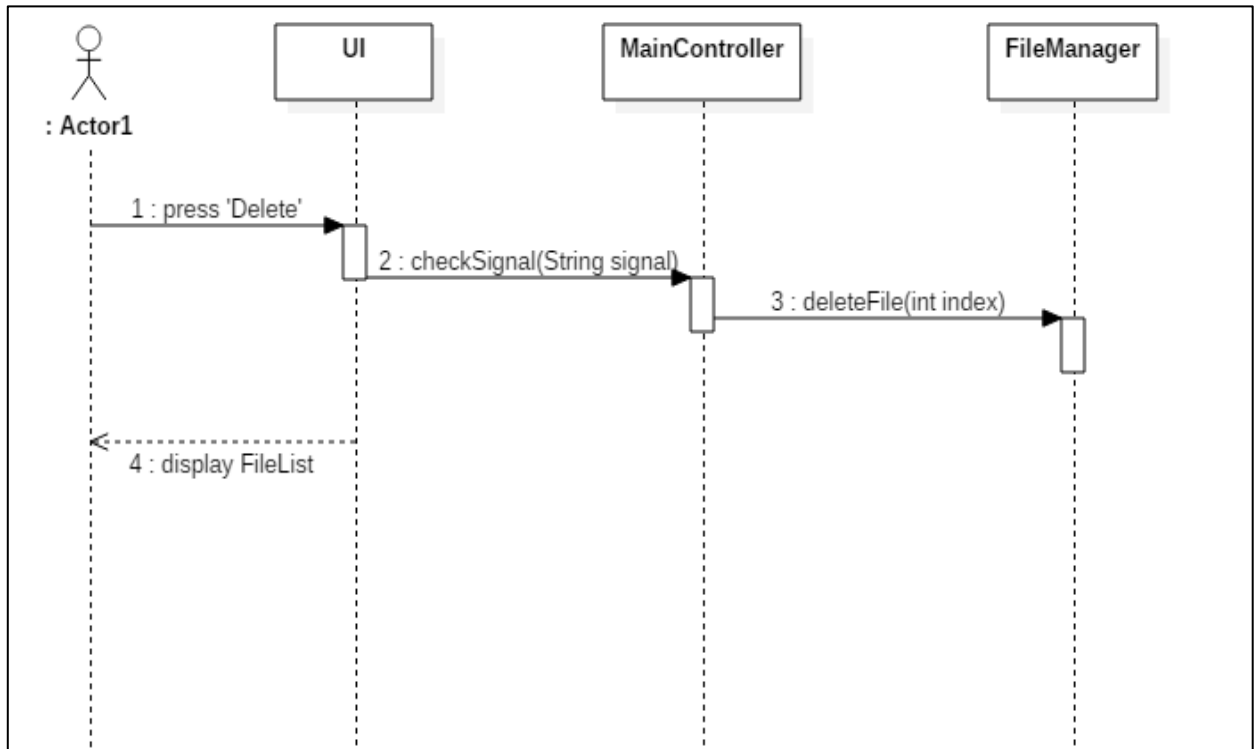 UI
MainController
FileManager
: Actor1
1 : press 'Delete'
2 : checkSignal(String signal)
3 : deleteFile(int index)
4 : display FileList